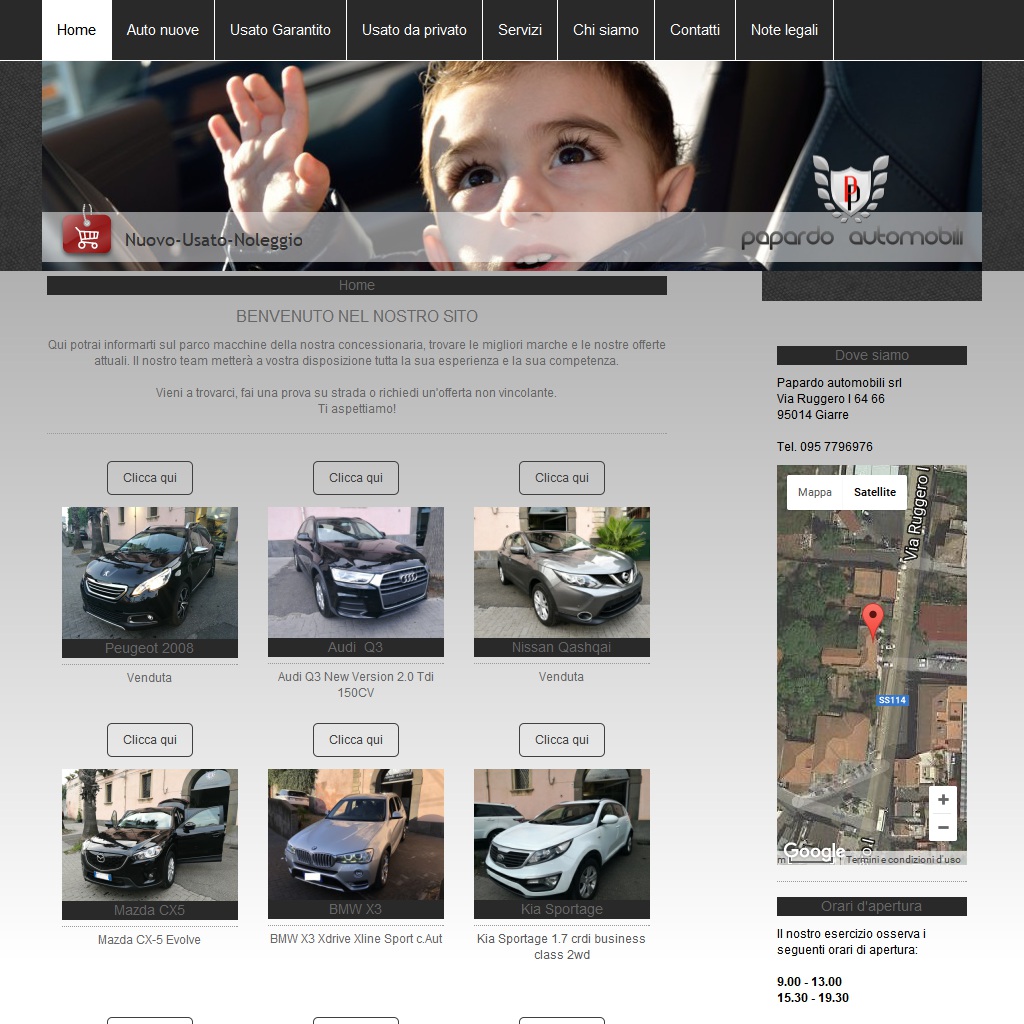 Home
Auto nuove
Usato Garantito
Usato da privato
Servizi
Chi siamo
Contatti
Note legali
Nuovo-Usato-Noleggio
PP
papardo automobili
Home
BENVENUTO NEL NOSTRO SITO
Qui potrai informarti sul parco macchine della nostra concessionaria, trovare le migliori marche e le nostre offerte
attuali. Il nostro team metterà a vostra disposizione tutta la sua esperienza e la sua competenza.
Vieni a trovarci, fai una prova su strada o richiedi un'offerta non vincolante.
Ti aspettiamo!
Clicca qui
Clicca qui
Clicca qui
Peugeot 2008
Audi Q3
Nissan Qashqai
Venduta
Audi Q3 New Version 2.0 Tdi
150CV
Venduta
Clicca qui
Clicca qui
Clicca qui
Mazda CX5
BMW X3
Kia Sportage
Mazda CX-5 Evolve
BMW X3 Xdrive Xline Sport c.Aut
Kia Sportage 1.7 crdi business
class 2wd
Dove siamo
Papardo automobili srl
Via Ruggero I 64 66
95014 Giarre
Tel. 095 7796976
Mappa
Satellite
Via Ruggero I
SS114
Google
Termini e condizioni d'uso
Orari d'apertura
Il nostro esercizio osserva i
seguenti orari di apertura:
9.00 - 13.00
15.30 - 19.30